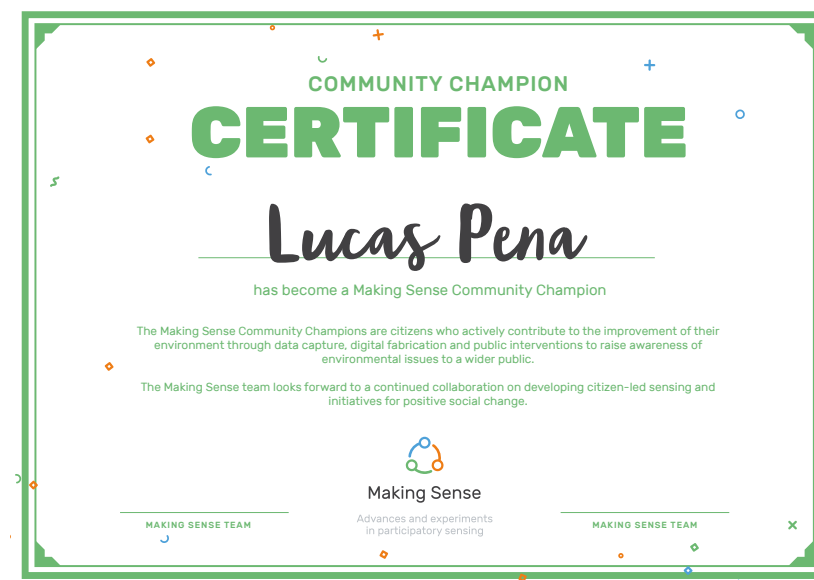 COMMUNITY CHAMPION
CERTIFICATE
Lucas Pena
has become a Making Sense Community Champion
The Making Sense Community Champions are citizens who actively contribute to the improvement of their
environment through data capture, digital fabrication and public interventions to raise awareness of
environmental issues to a wider public.
The Making Sense team looks forward to a continued collaboration on developing citizen-led sensing and
initiatives for positive social change.
Making Sense
Advances and experiments
in participatory sensing
MAKING SENSE TEAM
MAKING SENSE TEAM